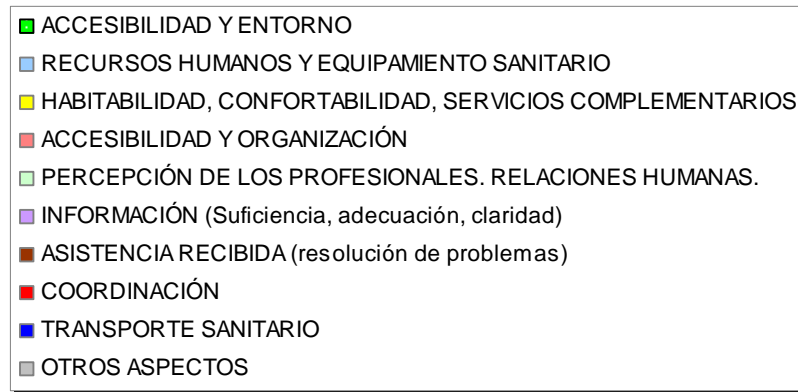 ACCESIBILIDAD Y ENTORNO
RECURSOS HUMANOS Y EQUIPAMIENTO SANITARIO
HABITABILIDAD, CONFORTABILIDAD, SERVICIOS COMPLEMENTARIOS
ACCESIBILIDAD Y ORGANIZACIÓN
PERCEPCIÓN DE LOS PROFESIONALES. RELACIONES HUMANAS.
INFORMACIÓN (Suficiencia, adecuación, claridad)
ASISTENCIA RECIBIDA (resolución de problemas)
COORDINACIÓN
TRANSPORTE SANITARIO
OTROS ASPECTOS